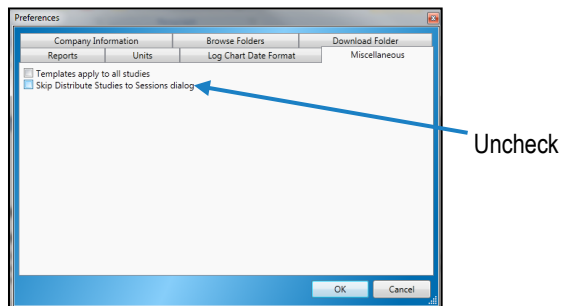 Preferences
Company Information Browse Folders Download Folder
Reports Units Log Chart Date Format Miscellaneous
Templates apply to all studies
Skip Distribute Studies to Sessions dialog
Uncheck
OK Cancel